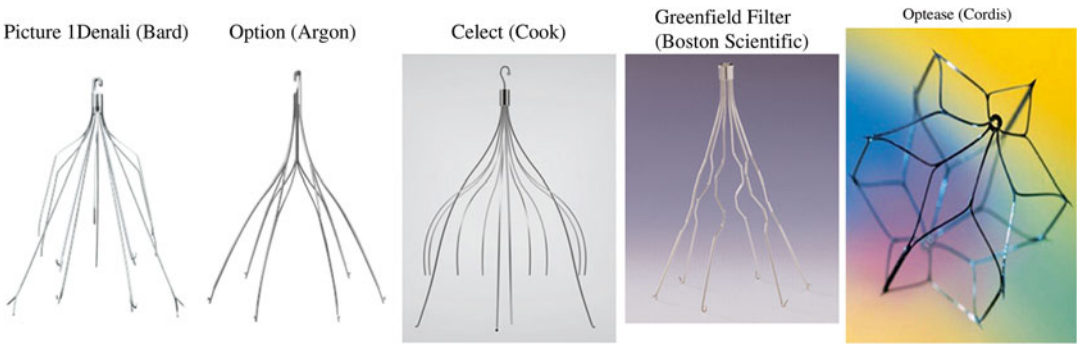 Picture 1Denali (Bard)
Option (Argon)
Celect (Cook)
Greenfield Filter
(Boston Scientific)
Optease (Cordis)